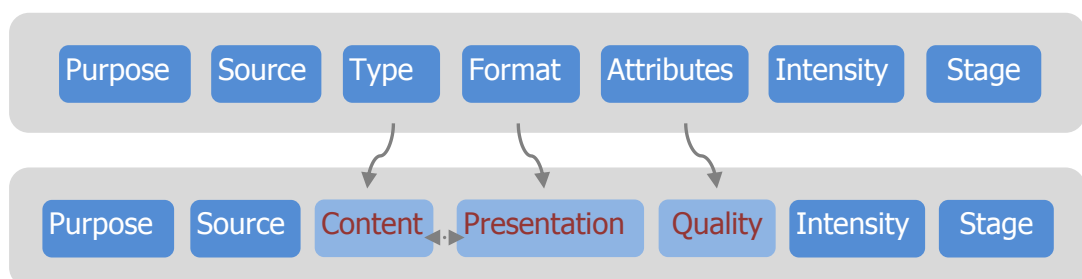 Purpose Source Type Format Attributes Intensity Stage
Purpose Source Content Presentation Quality Intensity Stage